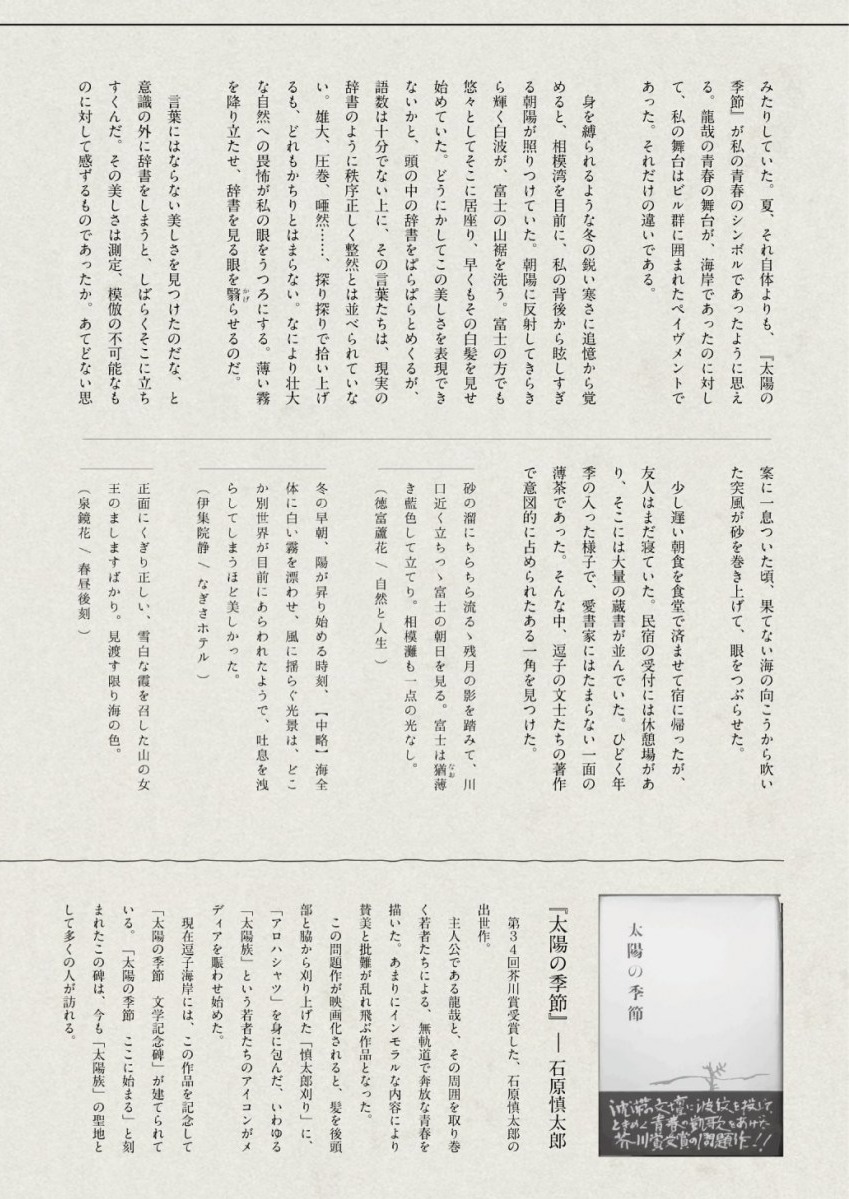 みたりしていた。夏、それ自体よりも、『太陽の
季節』が私の青春のシンボルであったように思え
る。龍哉の青春の舞台が、海岸であったのに対し
て、私の舞台はビル群に囲まれたペイヴメントで
あった。それだけの違いである。
身を縛られるような冬の鋭い寒さに追憶から覚
めると、相模湾を目前に、私の背後から眩しすぎ
る朝陽が照りつけていた。朝陽に反射してきらき
ら輝く白波が、富士の山裾を洗う。富士の方でも
悠々としてそこに居座り、早くもその白髪を見せ
始めていた。どうにかしてこの美しさを表現でき
ないかと、頭の中の辞書をぱらぱらとめくるが、
語数は十分でない上に、その言葉たちは、現実の
辞書のように秩序正しく整然とは並べられていな
い。雄大、圧巻、唖然……、探り探りで拾い上げ
るも、どれもかちりとはまらない。なにより壮大
な自然への畏怖が私の眼をうつろにする。薄い霧
を降り立たせ、辞書を見る眼を翳らせるのだ。
かげ
言葉にはならない美しさを見つけたのだな、と
意識の外に辞書をしまうと、しばらくそこに立ち
すくんだ。その美しさは測定、模倣の不可能なも
のに対して感ずるものであったか。あてどない思
案に一息ついた頃、果てない海の向こうから吹い
た突風が砂を巻き上げて、眼をつぶらせた。
少し遅い朝食を食堂で済ませて宿に帰ったが、
友人はまだ寝ていた。民宿の受付には休憩場があ
り、そこには大量の蔵書が並んでいた。ひどく年
季の入った様子で、愛書家にはたまらない一面の
薄茶であった。そんな中、逗子の文士たちの著作
で意図的に占められたある一角を見つけた。
砂の溜にちらちら流るゝ残月の影を踏みて、川
口近く立ちつゝ富士の朝日を見る。富士は猶薄
なお
き藍色して立てり。相模灘も一点の光なし。
(徳富蘆花 / 自然と人生 )
冬の早朝、陽が昇り始める時刻、【中略】海全
体に白い霧を漂わせ、風に揺らぐ光景は、どこ
か別世界が目前にあらわれたようで、吐息を洩
らしてしまうほど美しかった。
(伊集院静 / なぎさホテル )
正面にくぎり正しい、雪白な霞を召した山の女
王のましますばかり。見渡す限り海の色。
(泉鏡花 / 春昼後刻 )
太陽の季節
沈滞の文壇に波紋を投じて
ときめく青春の歓歌をあげた
芥川賞受賞の問題作!!
『太陽の季節』― 石原慎太郎
第34回芥川賞受賞した、石原慎太郎の
出世作。
主人公である龍哉と、その周囲を取り巻
く若者たちによる、無軌道で奔放な青春を
描いた。あまりにインモラルな内容により
賛美と批難が乱れ飛ぶ作品となった。
この問題作が映画化されると、髪を後頭
部と脇から刈り上げた「慎太郎刈り」に、
「アロハシャツ」を身に包んだ、いわゆる
「太陽族」という若者たちのアイコンがメ
ディアを賑わせ始めた。
現在逗子海岸には、この作品を記念して
「太陽の季節 文学記念碑」が建てられて
いる。「太陽の季節 ここに始まる」と刻
まれたこの碑は、今も「太陽族」の聖地と
して多くの人が訪れる。